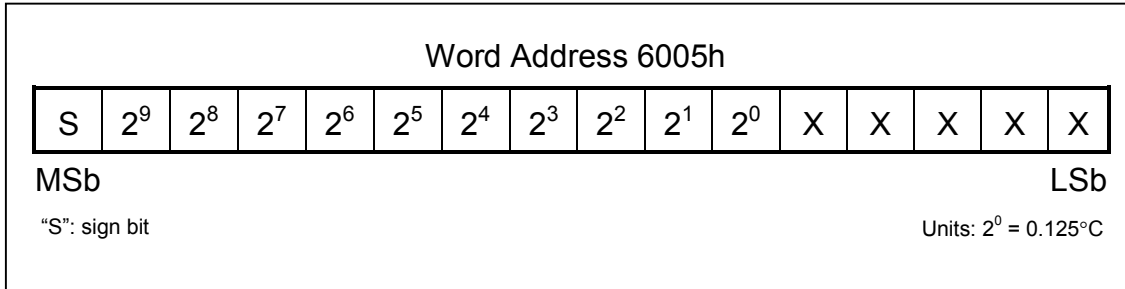 Word Address 6005h
S 2⁹ 2⁸ 2⁷ 2⁶ 2⁵ 2⁴ 2³ 2² 2¹ 2⁰ X X X X X
MSb LSb
“S”: sign bit Units: 2⁰ = 0.125°C